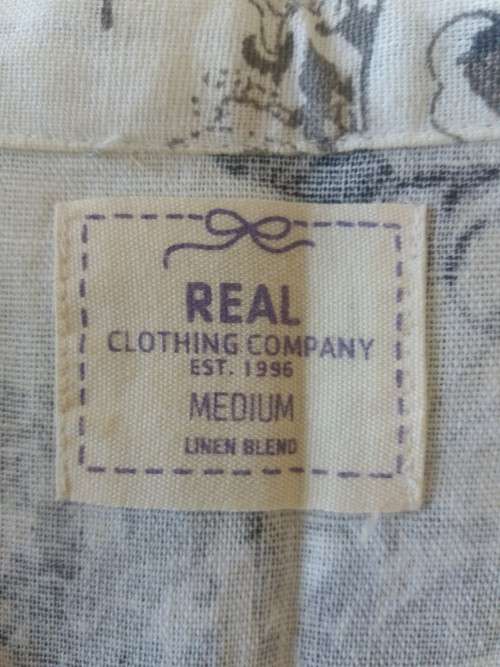 REAL
CLOTHING COMPANY
EST. 1996
MEDIUM
LINEN BLEND